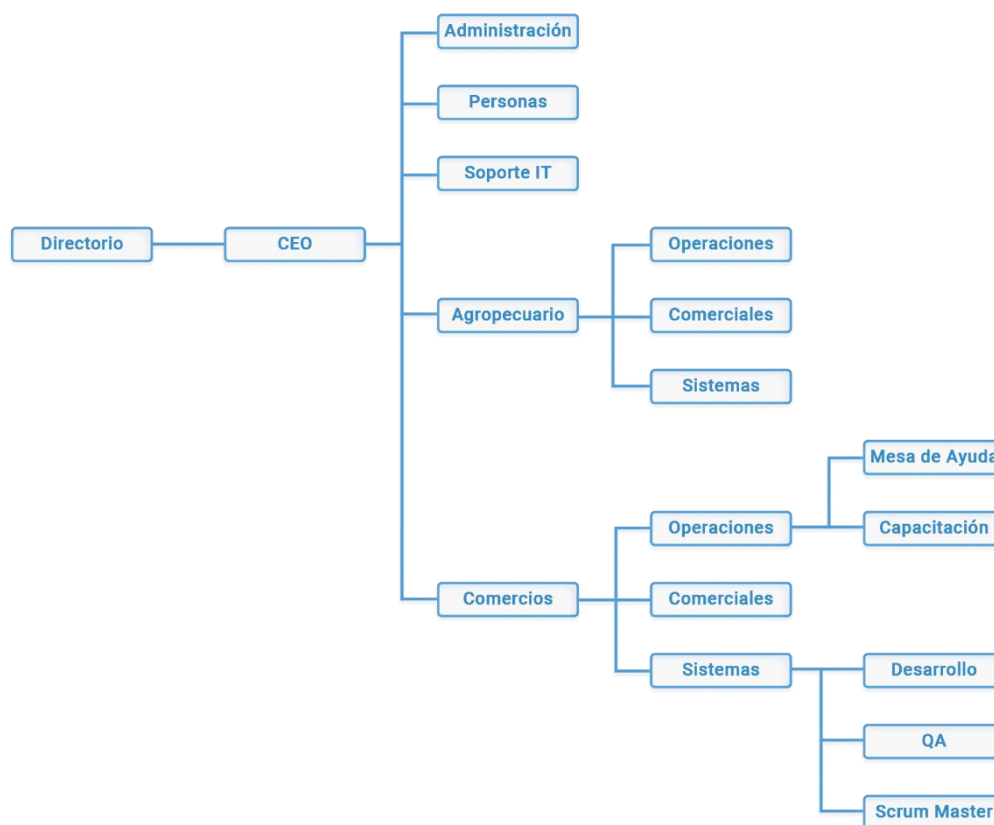 Administración
Personas
Soporte IT
Directorio
CEO
Operaciones
Agropecuario
Comerciales
Sistemas
Mesa de Ayuda
Operaciones
Capacitación
Comercios
Comerciales
Sistemas
Desarrollo
QA
Scrum Master